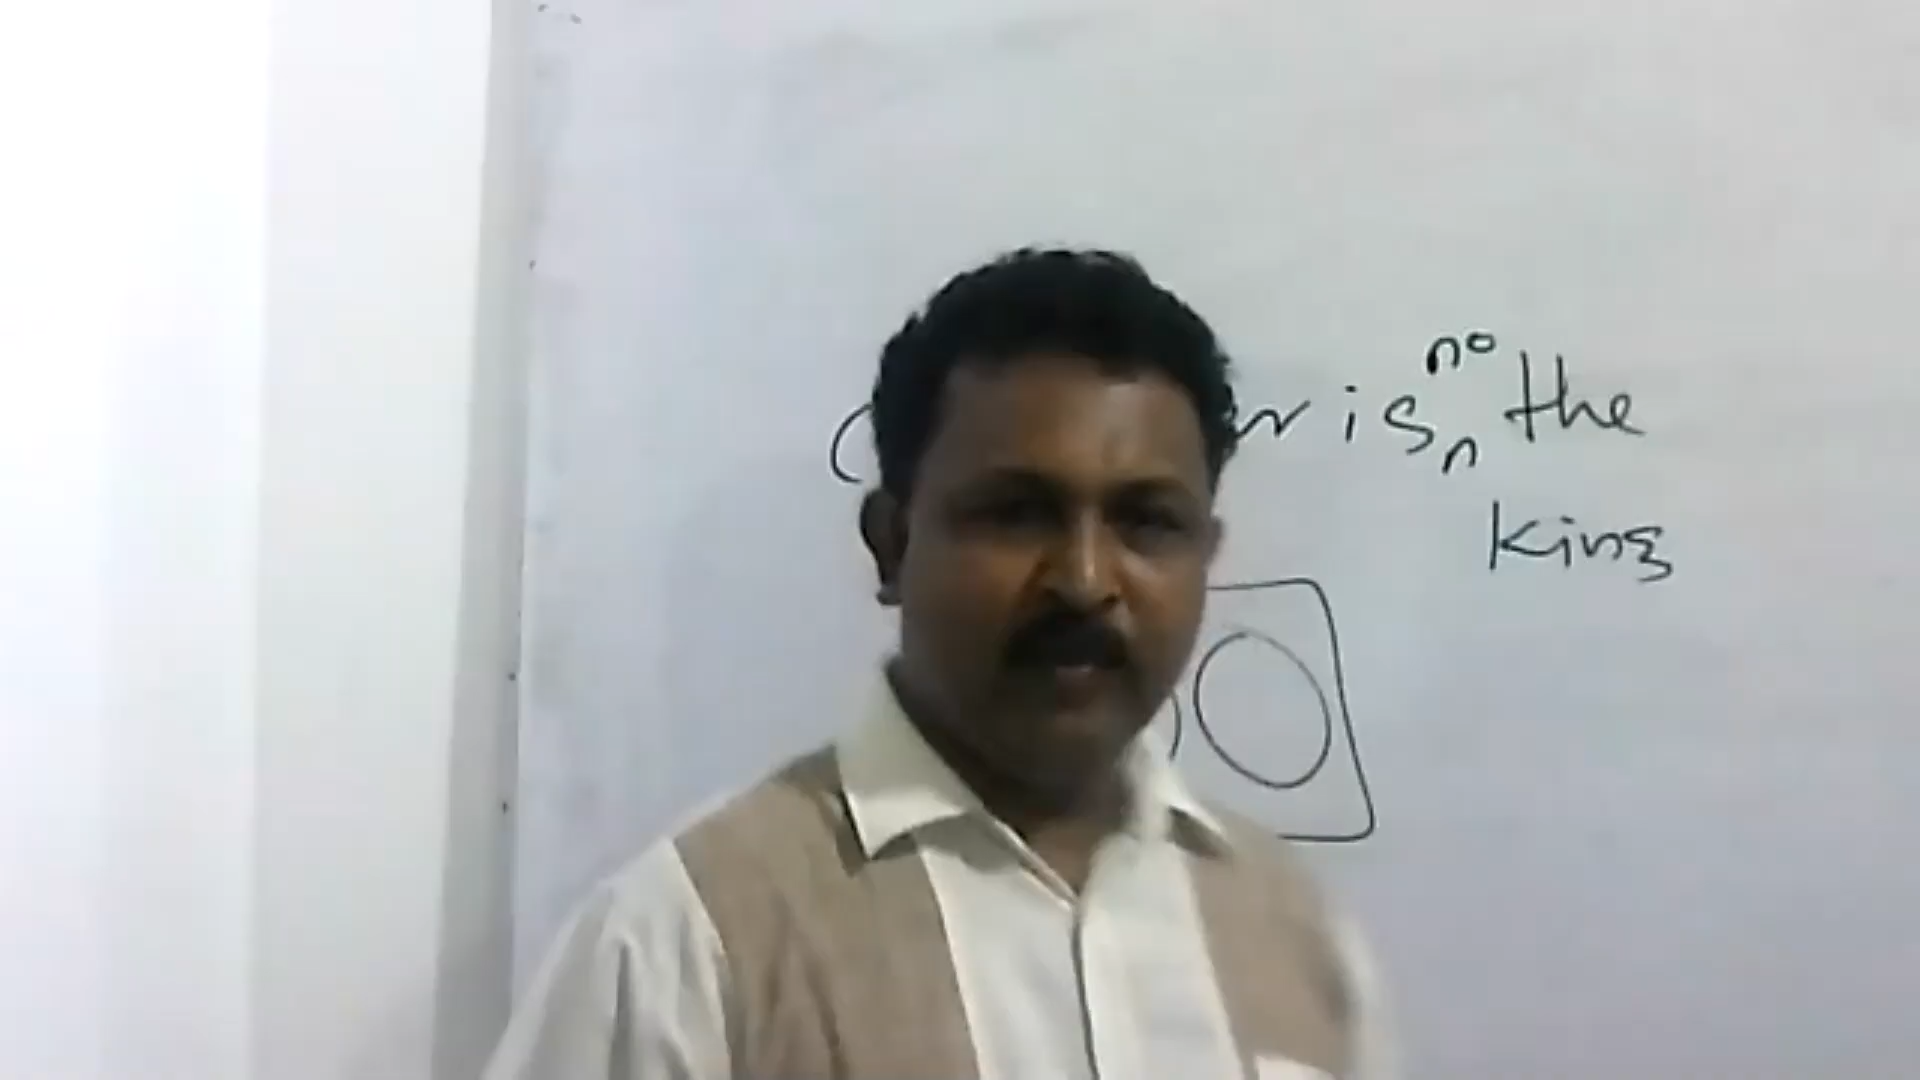 no
is the
n
king